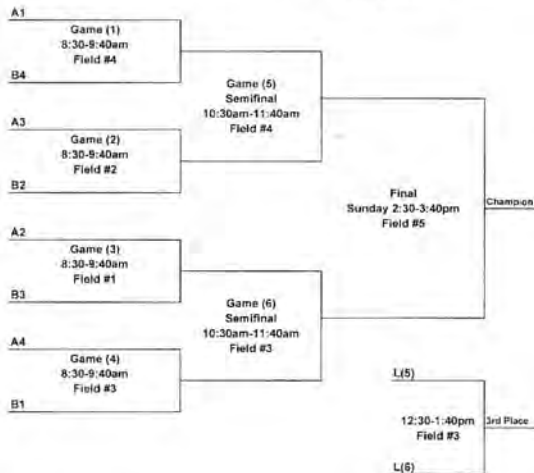 A1
Game (1)
8:30-9:40am
Field #4
B4
A3
Game (2)
8:30-9:40am
Field #2
B2
A2
Game (3)
8:30-9:40am
Field #1
B3
A4
Game (4)
8:30-9:40am
Field #3
B1
Game (5)
Semifinal
10:30am-11:40am
Field #4
Game (6)
Semifinal
10:30am-11:40am
Field #3
Final
Sunday 2:30-3:40pm
Field #5
Champion
L(5)
12:30-1:40pm
Field #3
3rd Place
L(6)